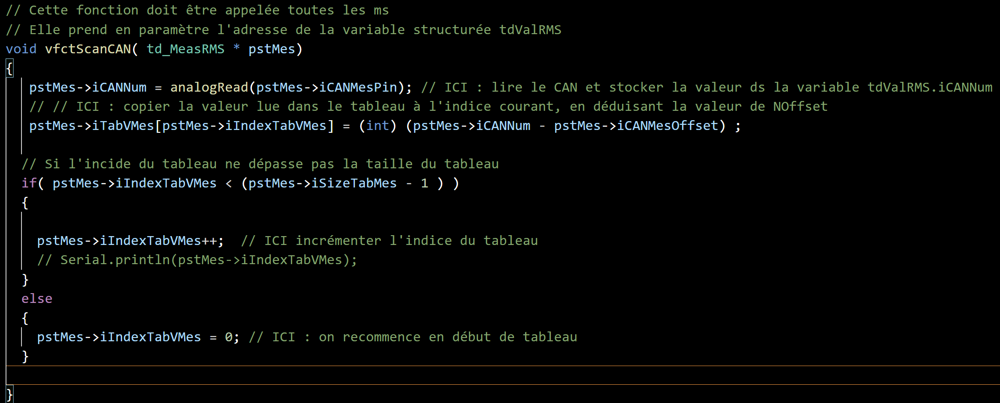 // Cette fonction doit être appelée toutes les ms
// Elle prend en paramètre l'adresse de la variable structurée tdValRMS
void vfctScanCAN( td_MeasRMS * pstMes)
{
pstMes->iCANNum = analogRead(pstMes->iCANMesPin); // ICI : lire le CAN et stocker la valeur ds la variable tdValRMS.iCANNum
// // ICI : copier la valeur lue dans le tableau à l'indice courant, en déduisant la valeur de NOffset
pstMes->iTabVMes[pstMes->iIndexTabVMes] = (int) (pstMes->iCANNum - pstMes->iCANMesOffset) ;
// Si l'incide du tableau ne dépasse pas la taille du tableau
if( pstMes->iIndexTabVMes < (pstMes->iSizeTabMes - 1 ) )
{
pstMes->iIndexTabVMes++; // ICI incrémenter l'indice du tableau
// Serial.println(pstMes->iIndexTabVMes);
}
else
{
pstMes->iIndexTabVMes = 0; // ICI : on recommence en début de tableau
}
}